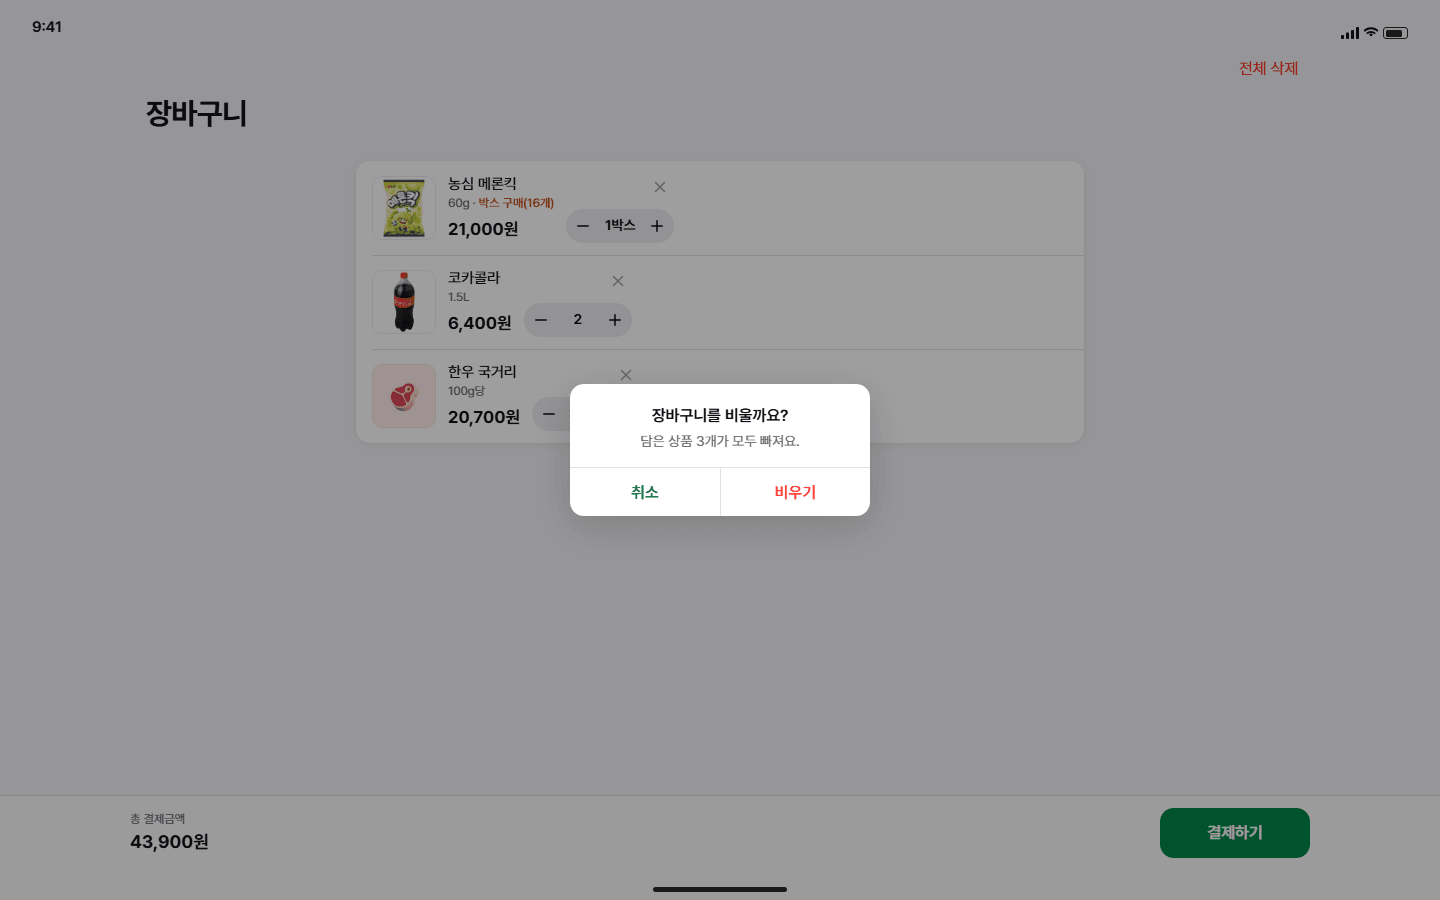 9:41
전체 삭제
장바구니
농심 메론킥
60g · 박스 구매(16개)
21,000원
1박스
코카콜라
1.5L
6,400원
2
한우 국거리
100g당
20,700원
장바구니를 비울까요?
담은 상품 3개가 모두 빠져요.
취소
비우기
총 결제금액
43,900원
결제하기